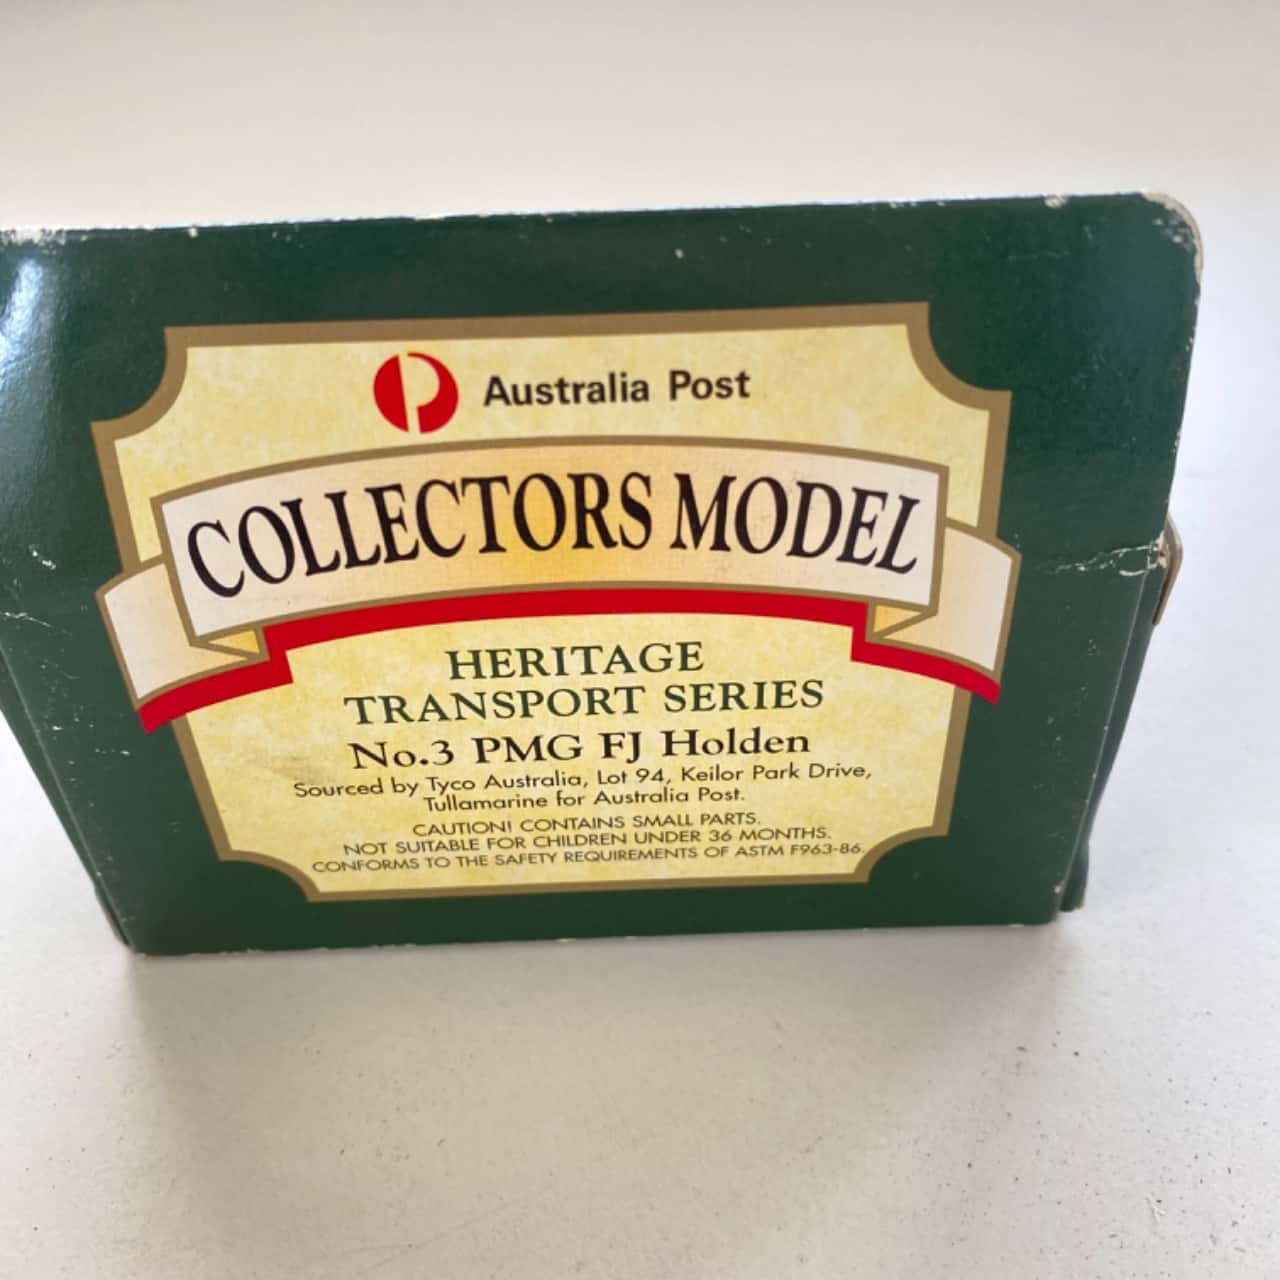 Australia Post
COLLECTORS MODEL
HERITAGE
TRANSPORT SERIES
No.3 PMG FJ Holden
Sourced by Tyco Australia, Lot 94, Keilor Park Drive,
Tullamarine for Australia Post.
CAUTION! CONTAINS SMALL PARTS.
NOT SUITABLE FOR CHILDREN UNDER 36 MONTHS.
CONFORMS TO THE SAFETY REQUIREMENTS OF ASTM F963-86.